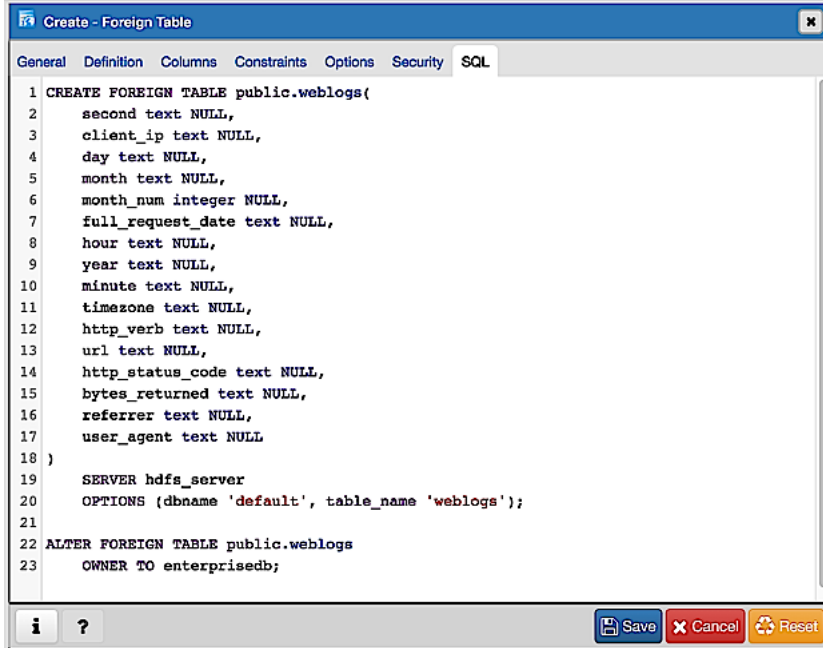 Create - Foreign Table
General Definition Columns Constraints Options Security SQL
1 CREATE FOREIGN TABLE public.weblogs(
2 second text NULL,
3 client_ip text NULL,
4 day text NULL,
5 month text NULL,
6 month_num integer NULL,
7 full_request_date text NULL,
8 hour text NULL,
9 year text NULL,
10 minute text NULL,
11 timezone text NULL,
12 http_verb text NULL,
13 url text NULL,
14 http_status_code text NULL,
15 bytes_returned text NULL,
16 referrer text NULL,
17 user_agent text NULL
18 )
19 SERVER hdfs_server
20 OPTIONS (dbname 'default', table_name 'weblogs');
21
22 ALTER FOREIGN TABLE public.weblogs
23 OWNER TO enterprisedb;
i ? Save Cancel Reset